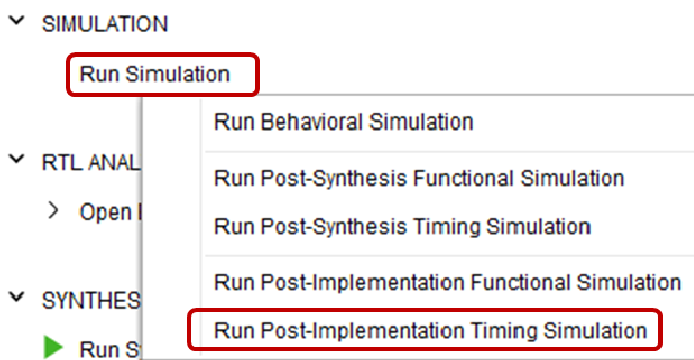 SIMULATION
Run Simulation
Run Behavioral Simulation
RTL ANAL
Run Post-Synthesis Functional Simulation
Open
Run Post-Synthesis Timing Simulation
Run Post-Implementation Functional Simulation
SYNTHES
Run Post-Implementation Timing Simulation
Run S